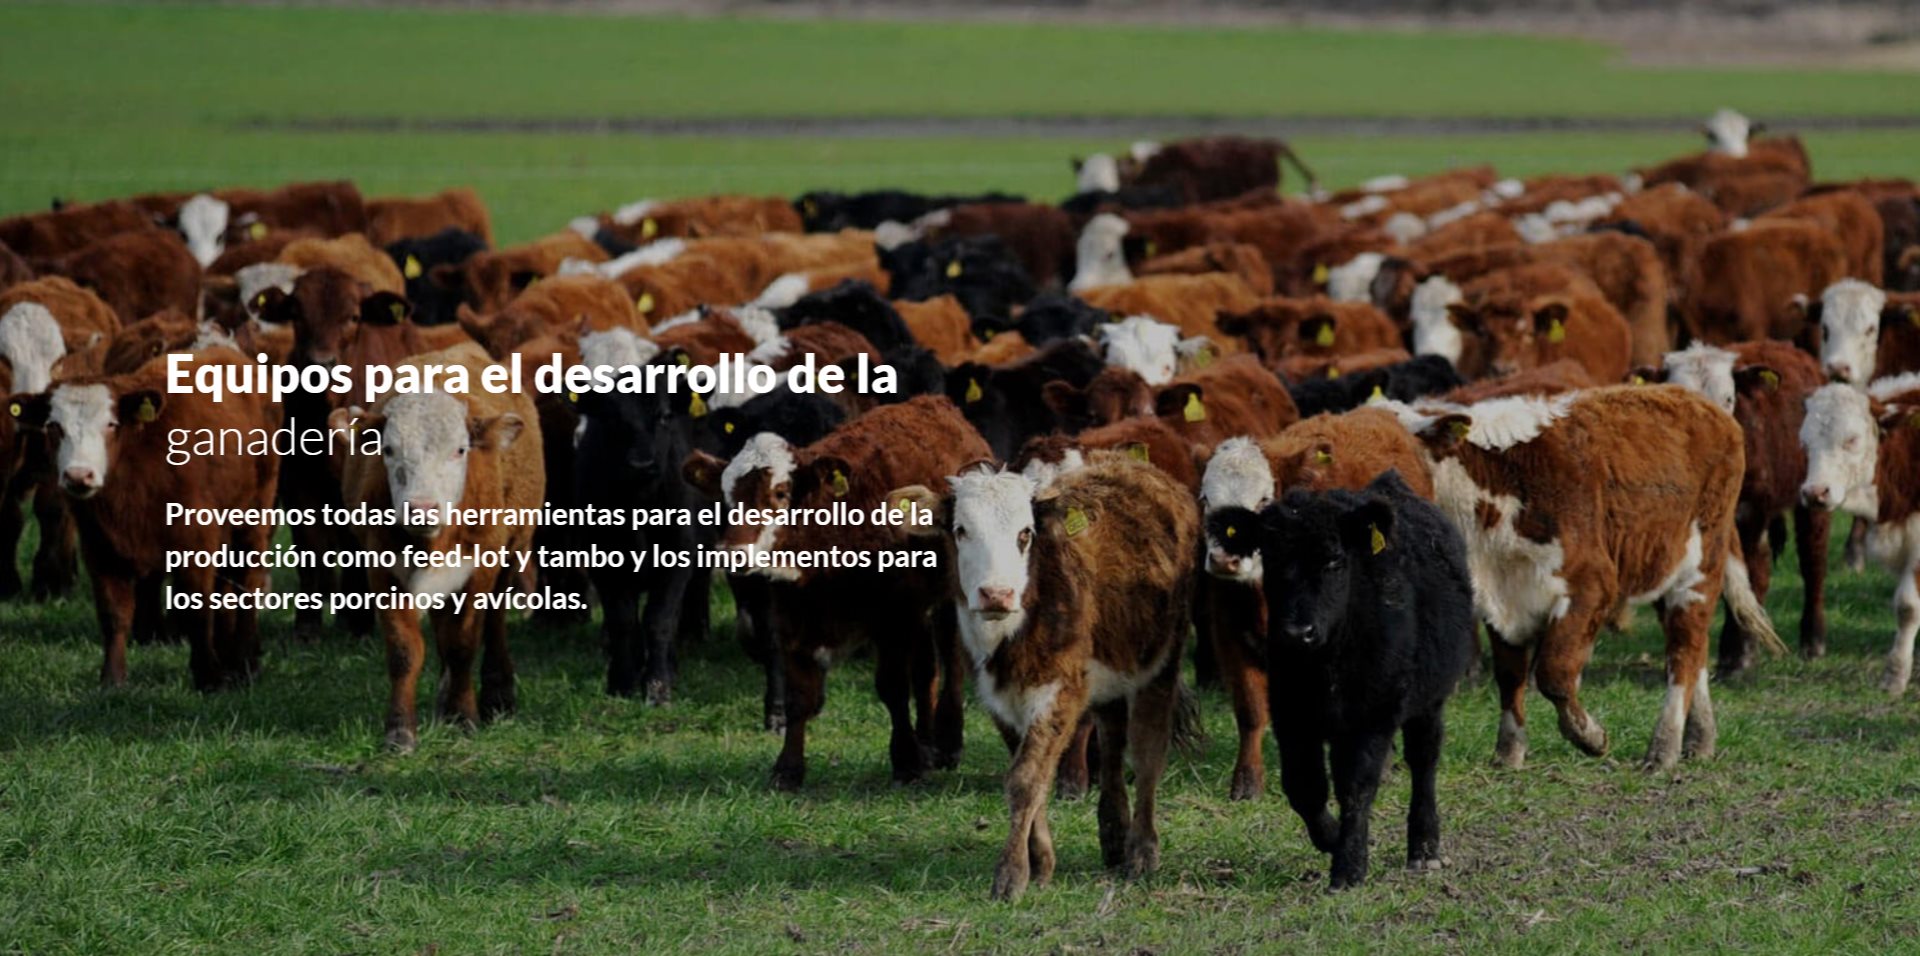 Equipos para el desarrollo de la
ganadería
Proveemos todas las herramientas para el desarrollo de la
producción como feed-lot y tambo y los implementos para
los sectores porcinos y avícolas.